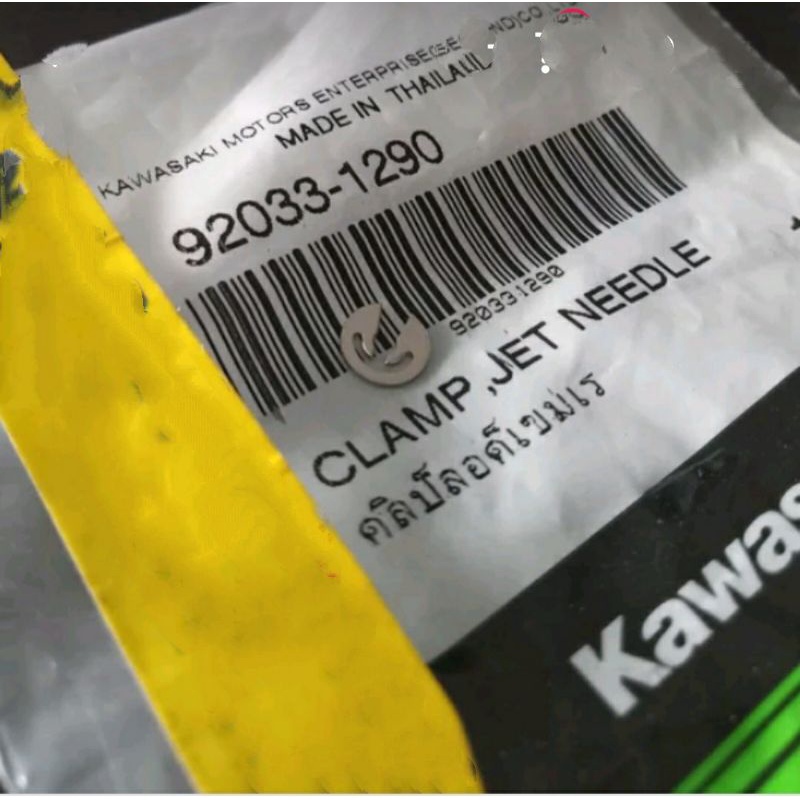 KAWASAKI MOTORS ENTERPRISE
MADE IN THAILAND
92033-1290
920331290
CLAMP ,JET NEEDLE
คลิปล็อคเข็มเร
Kawas